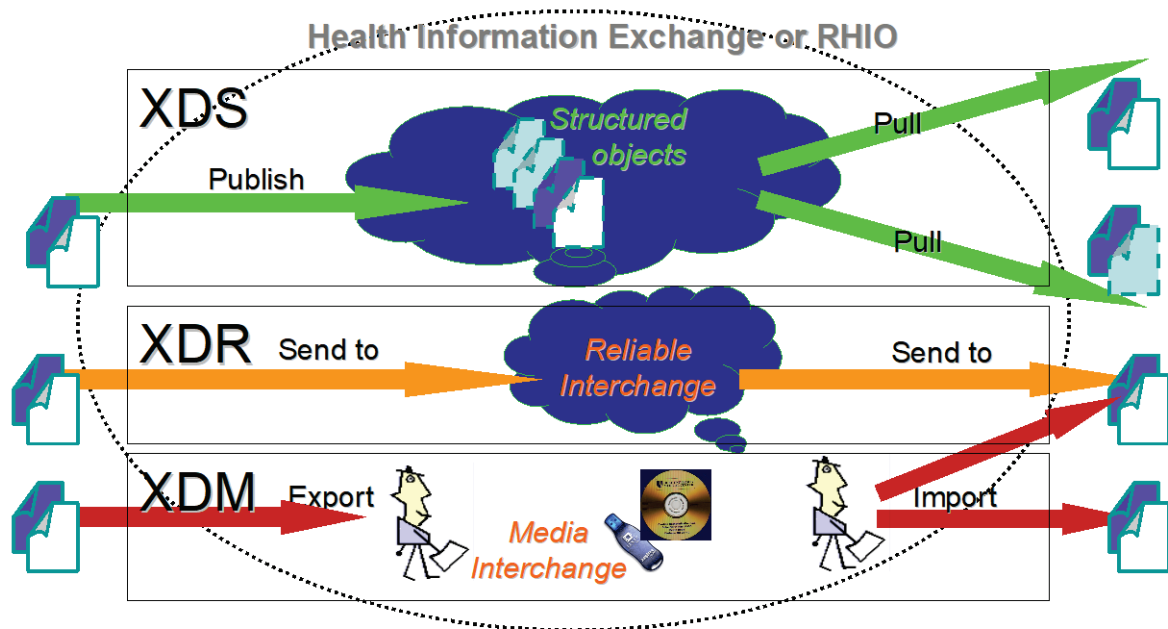 Health Information Exchange or RHIO
XDS
Structured
objects
Publish
Pull
Pull
XDR
Send to
Reliable
Interchange
Send to
XDM
Export
Media
Interchange
Import